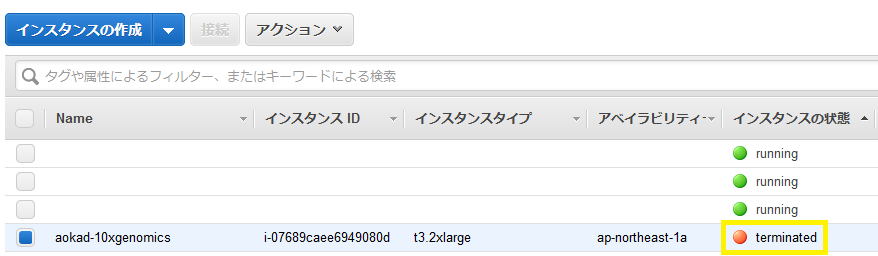 インスタンスの作成 接続 アクション
タグや属性によるフィルター、またはキーワードによる検索
Name インスタンス ID インスタンスタイプ アベイラビリティー インスタンスの状態
running
running
running
aokad-10xgenomics i-07689caee6949080d t3.2xlarge ap-northeast-1a terminated